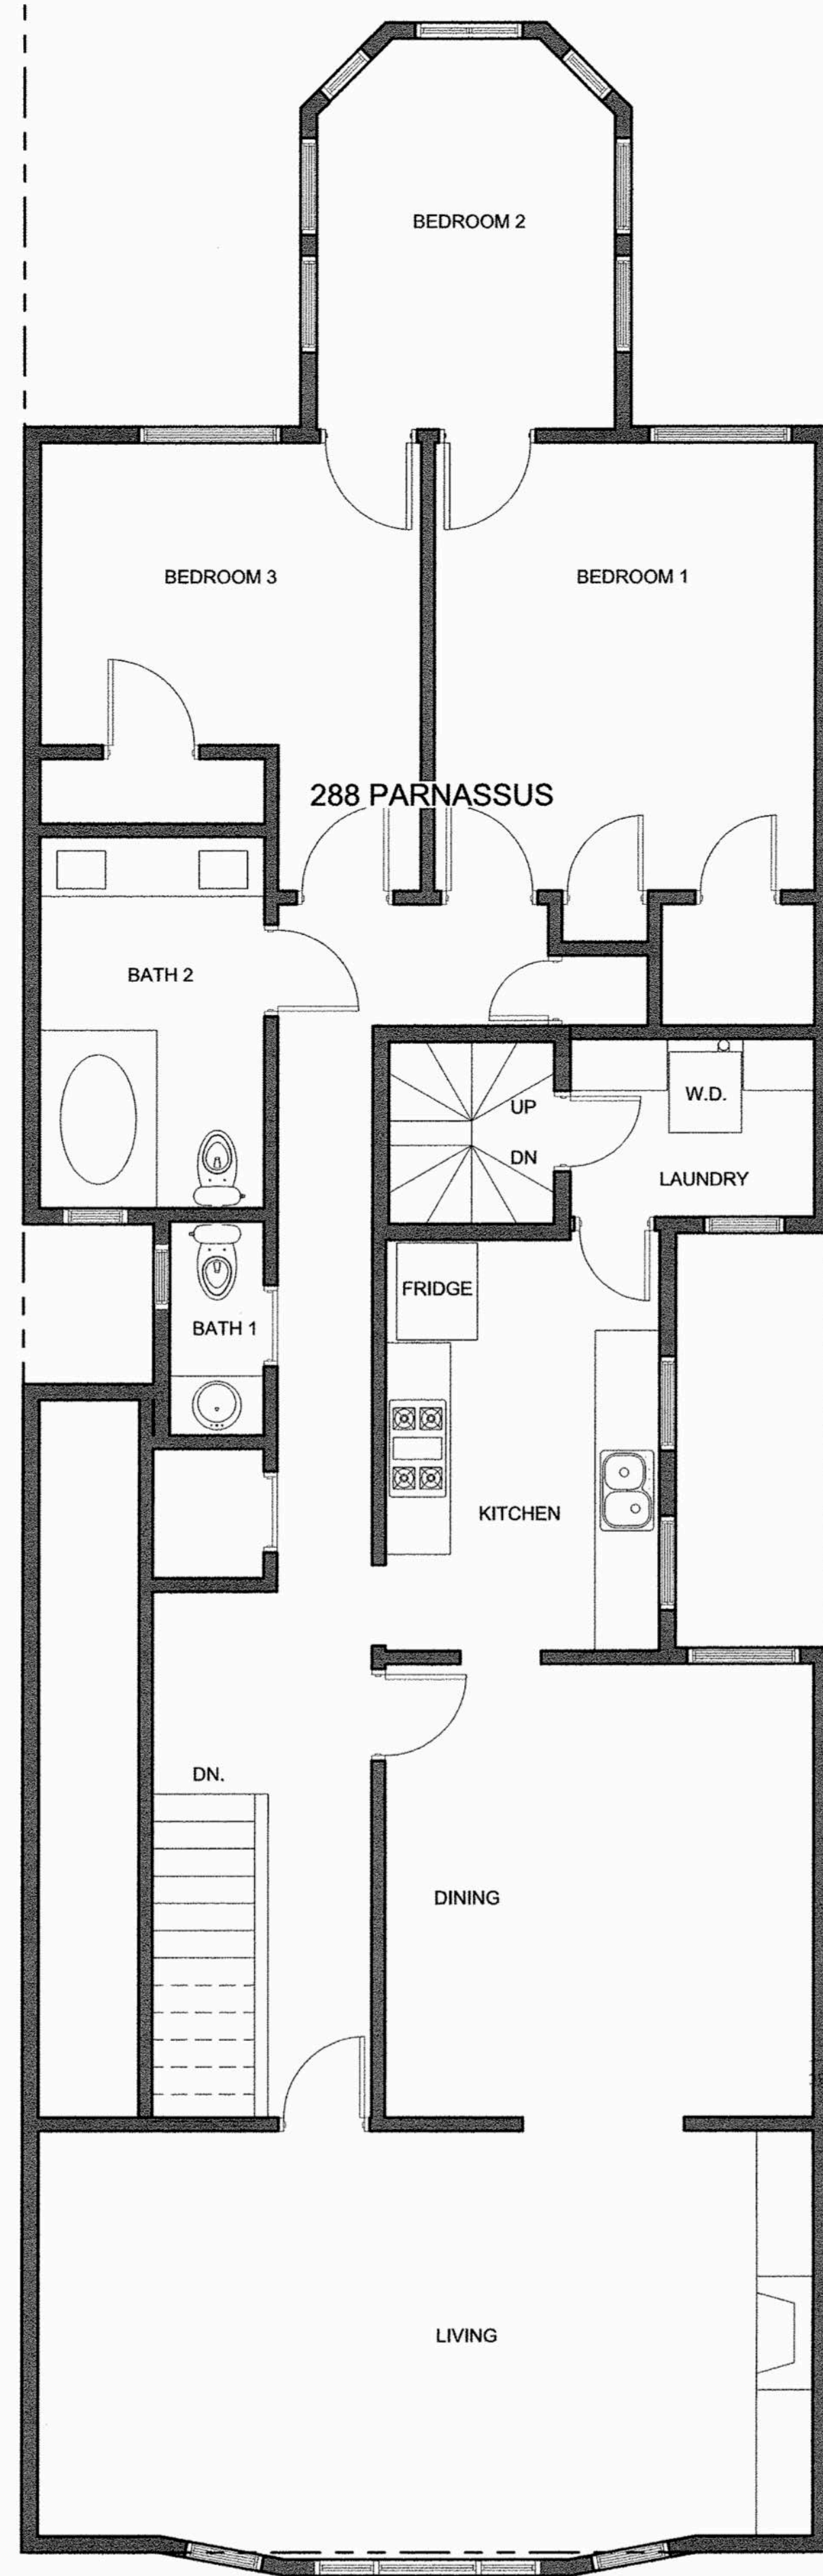 BEDROOM 2
BEDROOM 3
BEDROOM 1
288 PARNASSUS
BATH 2
UP
W.D.
DN
LAUNDRY
FRIDGE
BATH 1
KITCHEN
DN.
DINING
LIVING